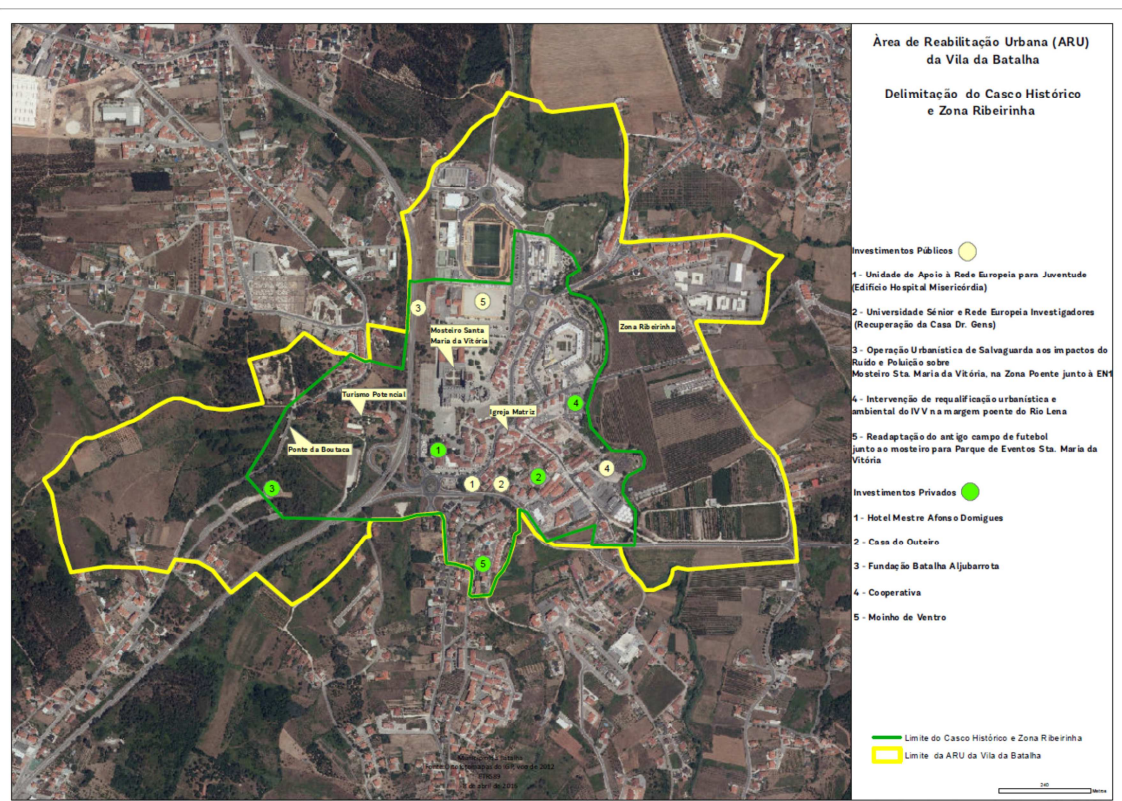 Àrea de Reabilitação Urbana (ARU)
da Vila da Batalha
Delimitação do Casco Histórico
e Zona Ribeirinha
Investimentos Públicos
1 - Unidade de Apoio à Rede Europeia para Juventude
(Edifício Hospital Misericórdia)
2 - Universidade Sénior e Rede Europeia Investigadores
(Recuperação da Casa Dr. Gens)
3 - Operação Urbanística de Salvaguarda aos impactos do
Ruído e Poluição sobre
Mosteiro Sta. Maria da Vitória, na Zona Poente junto à EN1
4 - Intervenção de requalificação urbanística e
ambiental do IV V na margem poente do Rio Lena
5 - Readaptação do antigo campo de futebol
junto ao mosteiro para Parque de Eventos Sta. Maria da
Vitória
Investimentos Privados
1 - Hotel Mestre Afonso Domigues
2 - Casa do Outeiro
3 - Fundação Batalha Aljubarrota
4 - Cooperativa
5 - Moinho de Ventro
Limite do Casco Histórico e Zona Ribeirinha
Limite da ARU da Vila da Batalha
240
Metros
3
5
Mosteiro Santa
Maria da Vitória
Zona Ribeirinha
Turismo Potencial
4
Igreja Matriz
Ponte da Boutaca
1
4
2
3
1
2
5